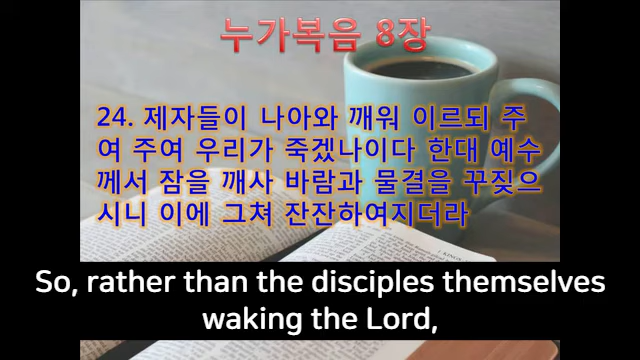 누가복음 8장
24. 제자들이 나아와 깨워 이르되 주
여 주여 우리가 죽겠나이다 한대 예수
께서 잠을 깨사 바람과 물결을 꾸짖으
시니 이에 그쳐 잔잔하여지더라
So, rather than the disciples themselves
waking the Lord,